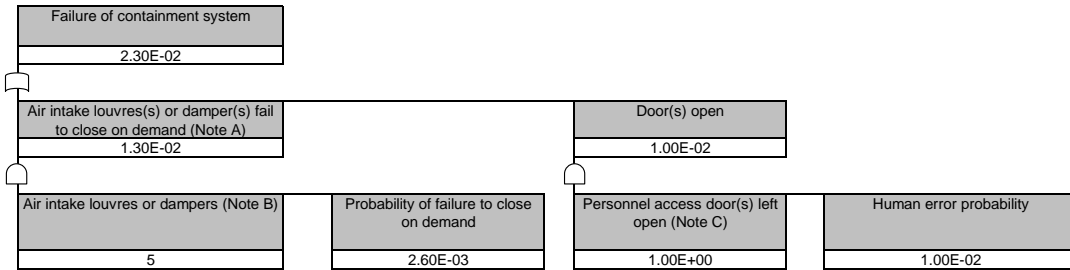 Failure of containment system
2.30E-02
Air intake louvres(s) or damper(s) fail
to close on demand (Note A)
1.30E-02
Door(s) open
1.00E-02
Air intake louvres or dampers (Note B)
5
Probability of failure to close
on demand
2.60E-03
Personnel access door(s) left
open (Note C)
1.00E+00
Human error probability
1.00E-02